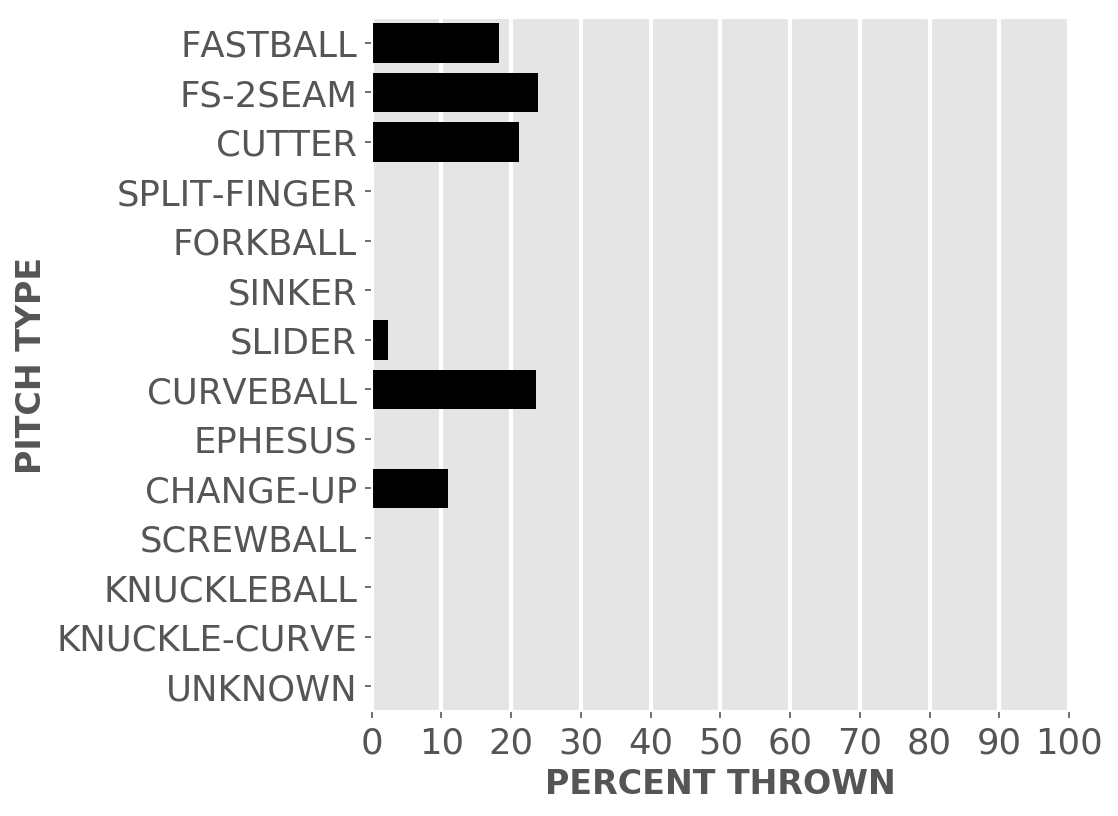 FASTBALL
FS-2SEAM
CUTTER
SPLIT-FINGER
FORKBALL
SINKER
SLIDER
CURVEBALL
EPHESUS
CHANGE-UP
SCREWBALL
KNUCKLEBALL
KNUCKLE-CURVE
UNKNOWN
PITCH TYPE
0 10 20 30 40 50 60 70 80 90 100
PERCENT THROWN